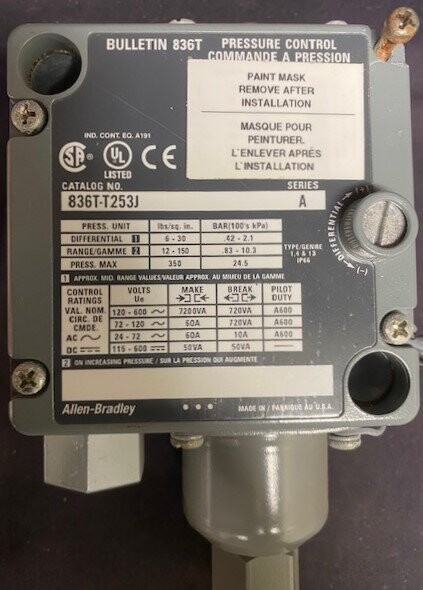 BULLETIN 836T PRESSURE CONTROL
COMMANDE A PRESSION
PAINT MASK
REMOVE AFTER
INSTALLATION
MASQUE POUR
PEINTURER.
L'ENLEVER APRÈS
L'INSTALLATION
IND. CONT. EQ. A191
SA UL CE
LISTED
CATALOG NO. SERIES
836T-T253J A
PRESS. UNIT lbs/sq. in. BAR(100's kPa)
DIFFERENTIAL 1 6 - 30 .42 - 2.1
RANGE/GAMME 2 12 - 150 .83 - 10.3
PRESS. MAX 350 24.5
(+) DIFFERENTIAL (-)
TYPE/GENRE
1,4 & 13
IP66
1 APPROX. MID RANGE VALUES/VALEUR APPROX. AU MILIEU DE LA GAMME
CONTROL RATINGS VAL. NOM. CIRC. DE CMDE. VOLTS Ue MAKE BREAK PILOT DUTY
120 - 600 ~ 7200VA 720VA A600
72 - 120 ~ 60A 720VA A600
AC ~ 24 - 72 ~ 60A 10A A600
DC 115 - 600 50VA 50VA
2 ON INCREASING PRESSURE / SUR LA PRESSION QUI AUGMENTE
Allen-Bradley MADE IN / FABRIQUE AU U.S.A.